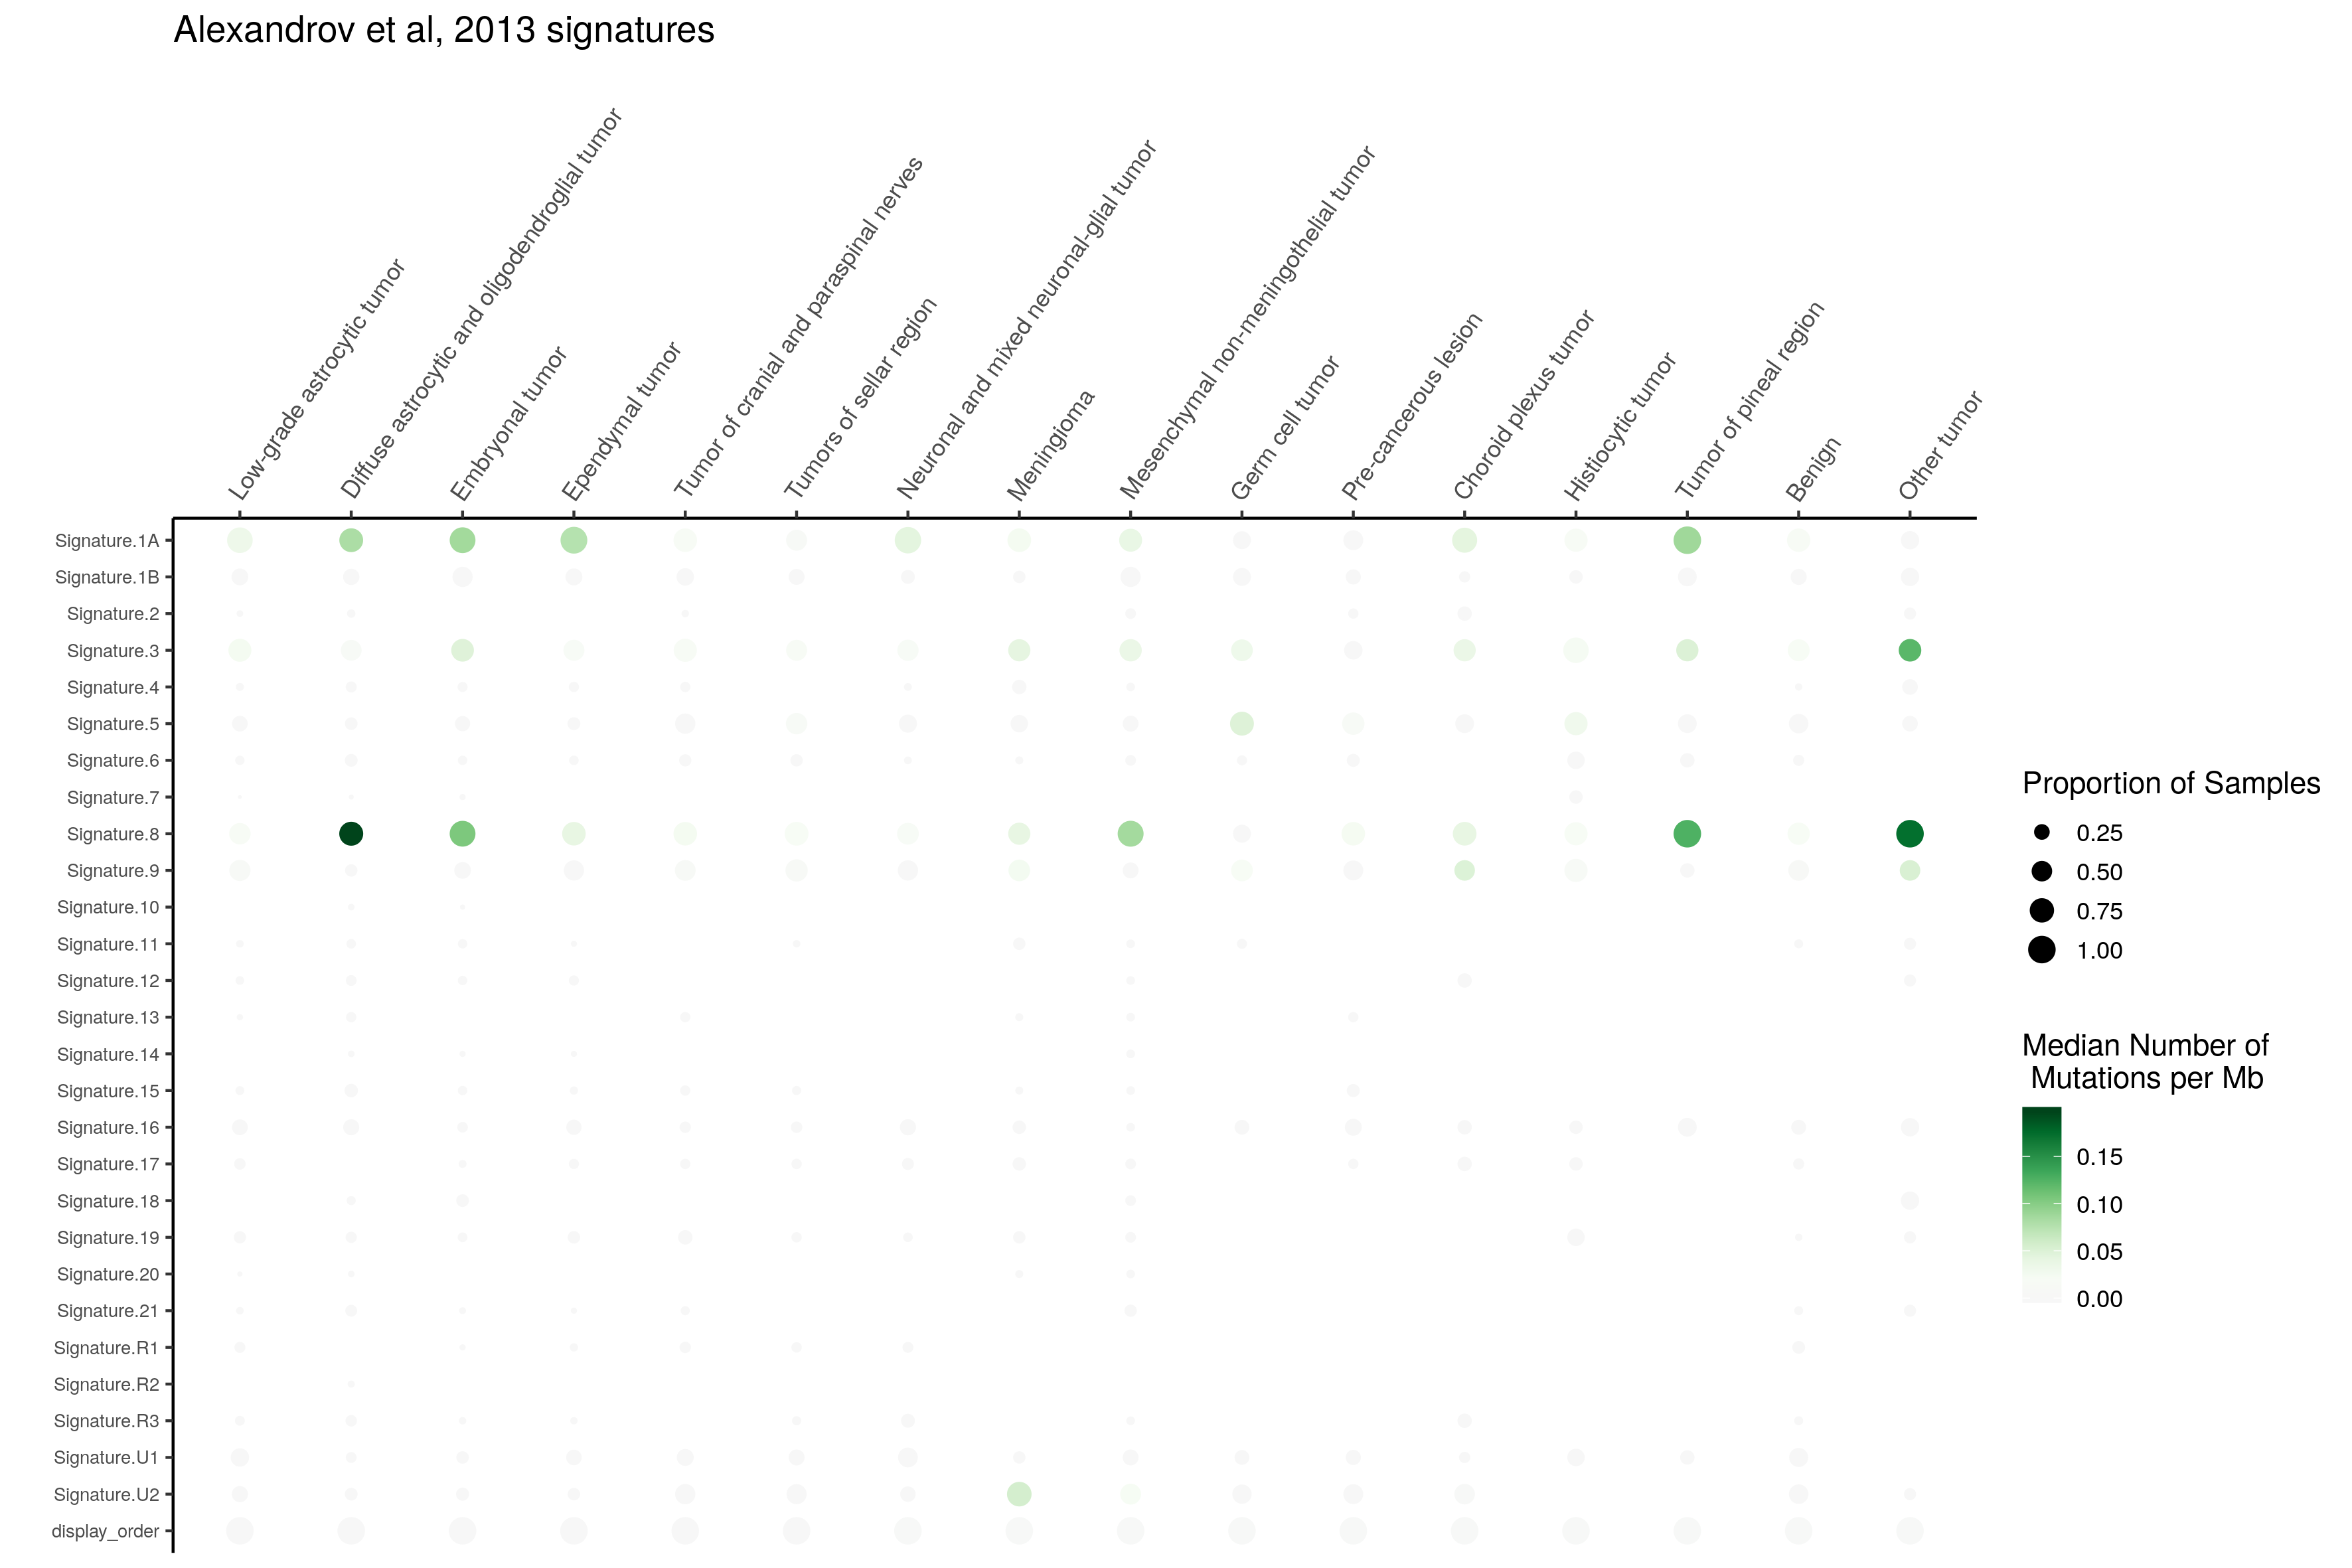 Alexandrov et al, 2013 signatures
Low-grade astrocytic tumor
Diffuse astrocytic and oligodendroglial tumor
Embryonal tumor
Ependymal tumor
Tumor of cranial and paraspinal nerves
Tumors of sellar region
Neuronal and mixed neuronal-glial tumor
Meningioma
Mesenchymal non-meningothelial tumor
Germ cell tumor
Pre-cancerous lesion
Choroid plexus tumor
Histiocytic tumor
Tumor of pineal region
Benign
Other tumor
Signature.1A
Signature.1B
Signature.2
Signature.3
Signature.4
Signature.5
Signature.6
Signature.7
Signature.8
Signature.9
Signature.10
Signature.11
Signature.12
Signature.13
Signature.14
Signature.15
Signature.16
Signature.17
Signature.18
Signature.19
Signature.20
Signature.21
Signature.R1
Signature.R2
Signature.R3
Signature.U1
Signature.U2
display_order
Proportion of Samples
0.25
0.50
0.75
1.00
Median Number of
Mutations per Mb
0.15
0.10
0.05
0.00